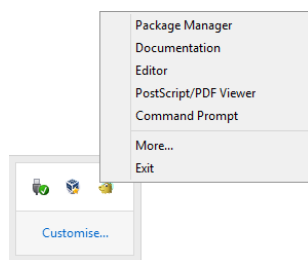 Package Manager
Documentation
Editor
PostScript/PDF Viewer
Command Prompt
More...
Exit
Customise...